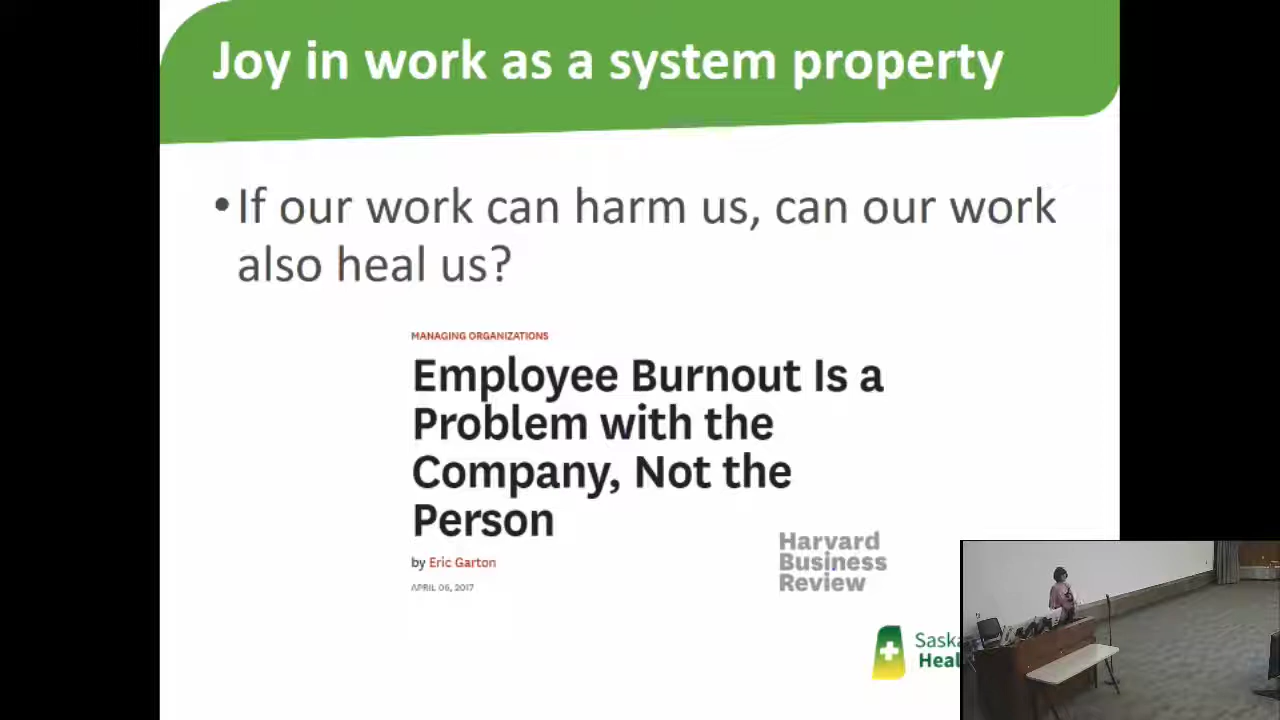 Joy in work as a system property
•If our work can harm us, can our work
also heal us?
MANAGING ORGANIZATIONS
Employee Burnout Is a
Problem with the
Company, Not the
Person
by Eric Garton
APRIL 06, 2017
Harvard
Business
Review
Saska
Heal